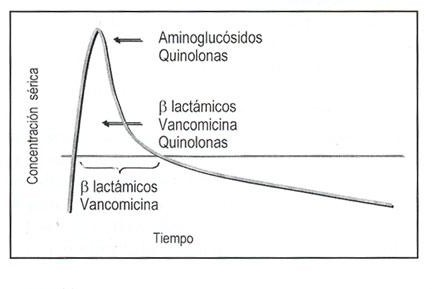 Aminoglucósidos
Quinolonas
Concentración sérica
β lactámicos
Vancomicina
Quinolonas
β lactámicos
Vancomicina
Tiempo